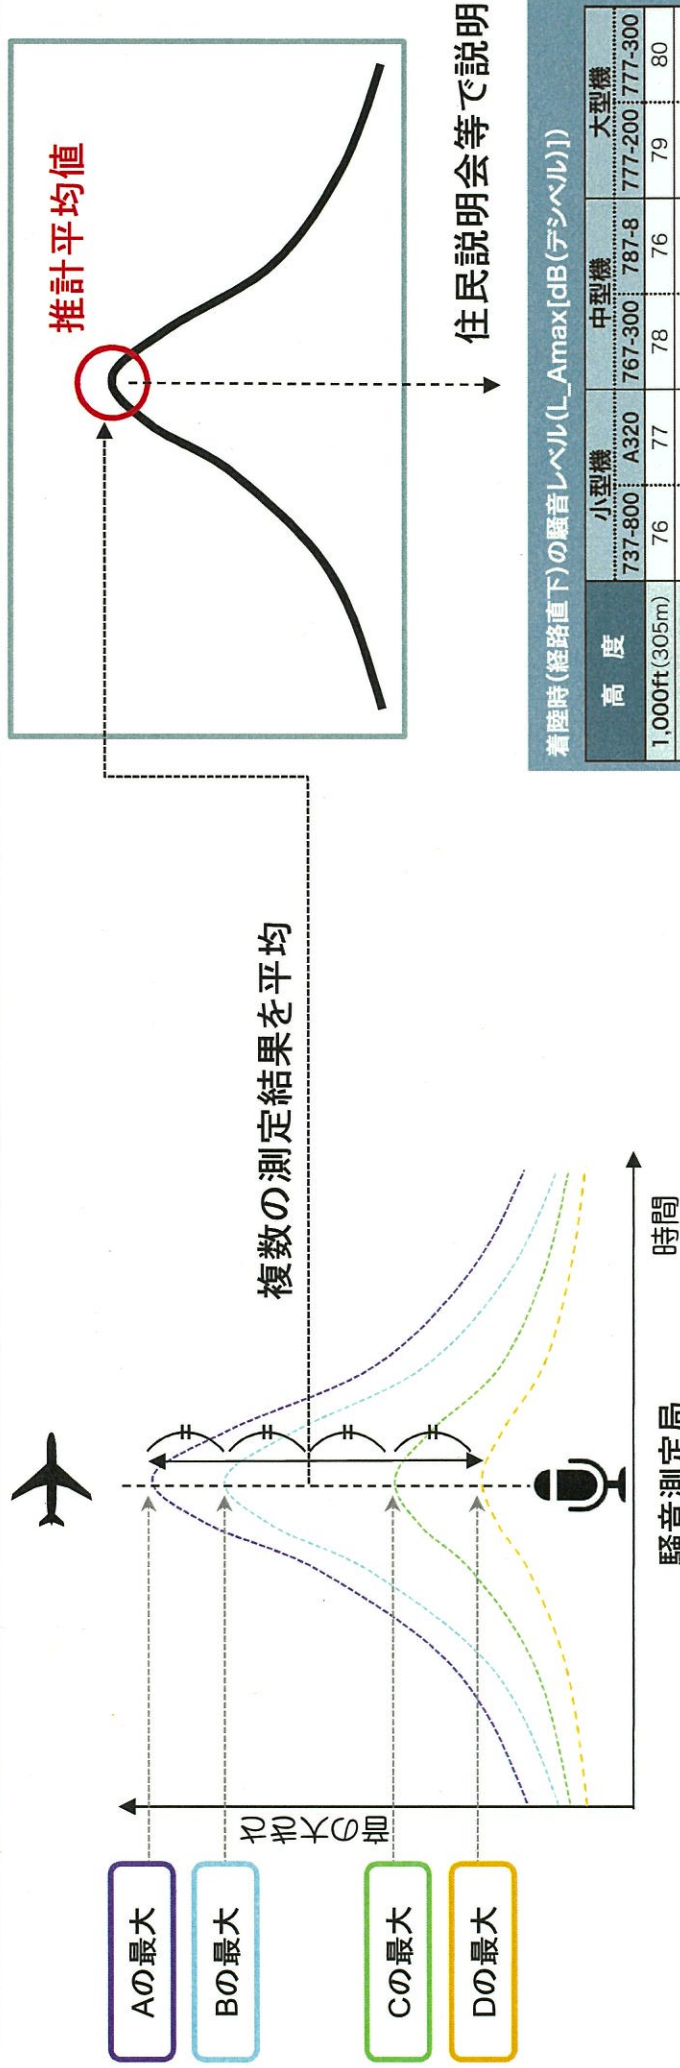 Aの最大
Bの最大
Cの最大
Dの最大
音の大きさ
時間
騒音測定局
複数の測定結果を平均
推計平均値
住民説明会等で説明
着陸時(経路直下)の騒音レベル(L_Amax[dB(デシベル)])
高 度 小型機 中型機 大型機
737-800 A320 767-300 787-8 777-200 777-300
1,000ft(305m) 76 77 78 76 79 80